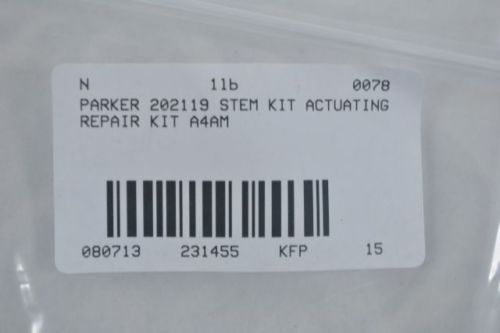 N 1lb 0078
PARKER 202119 STEM KIT ACTUATING
REPAIR KIT A4AM
080713 231455 KFP 15